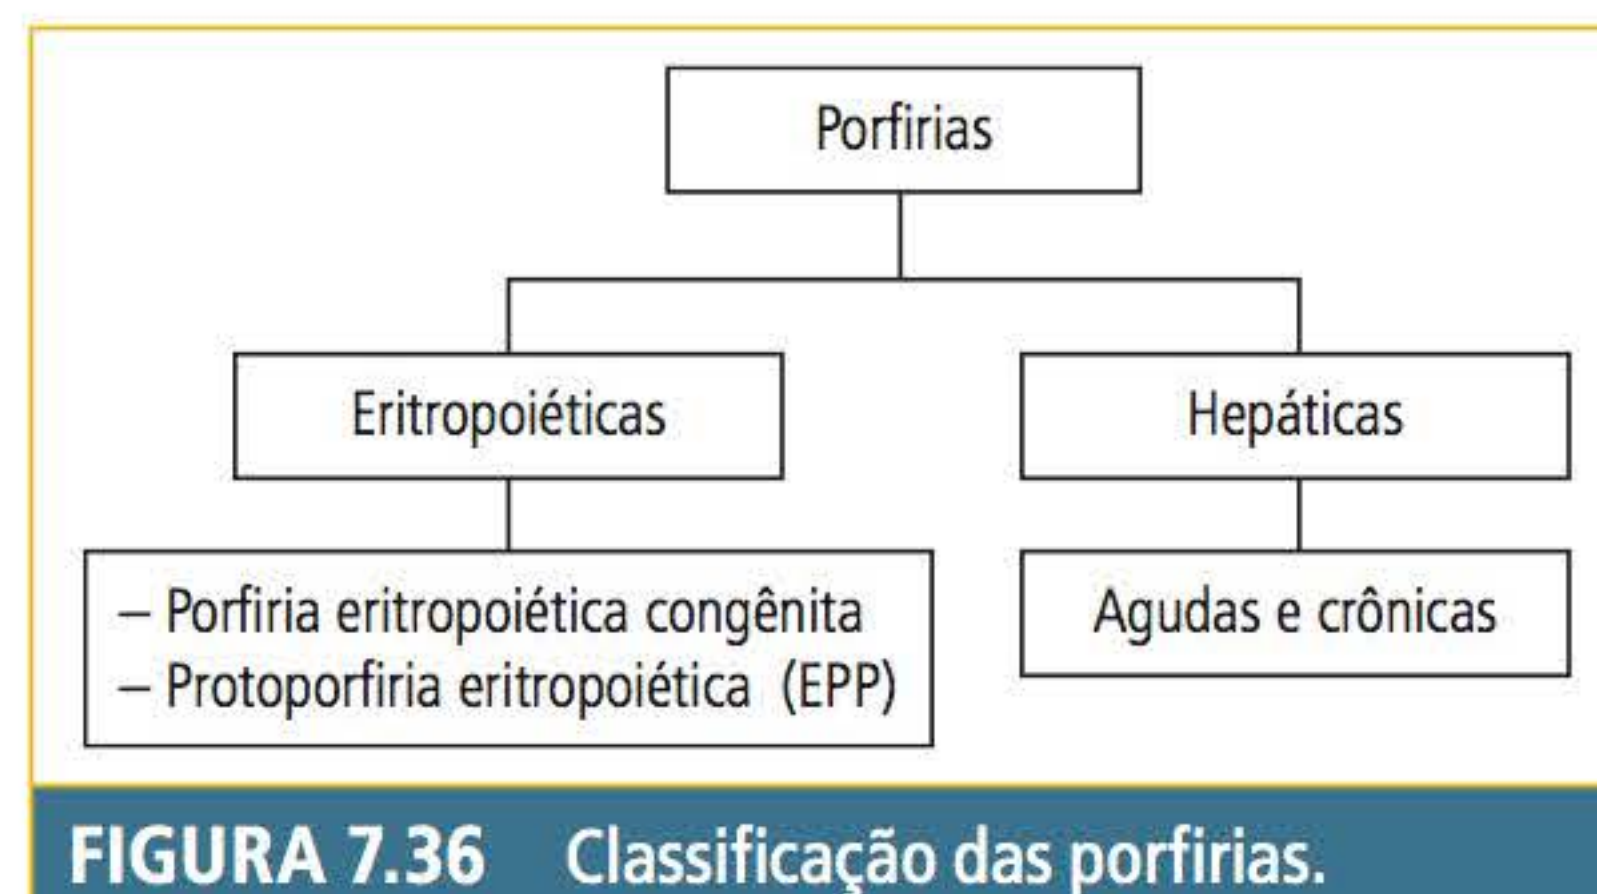 Porfirias
Eritropoiéticas
Hepáticas
– Porfiria eritropoiética congênita
– Protoporfiria eritropoiética (EPP)
Agudas e crônicas
FIGURA 7.36 Classificação das porfirias.